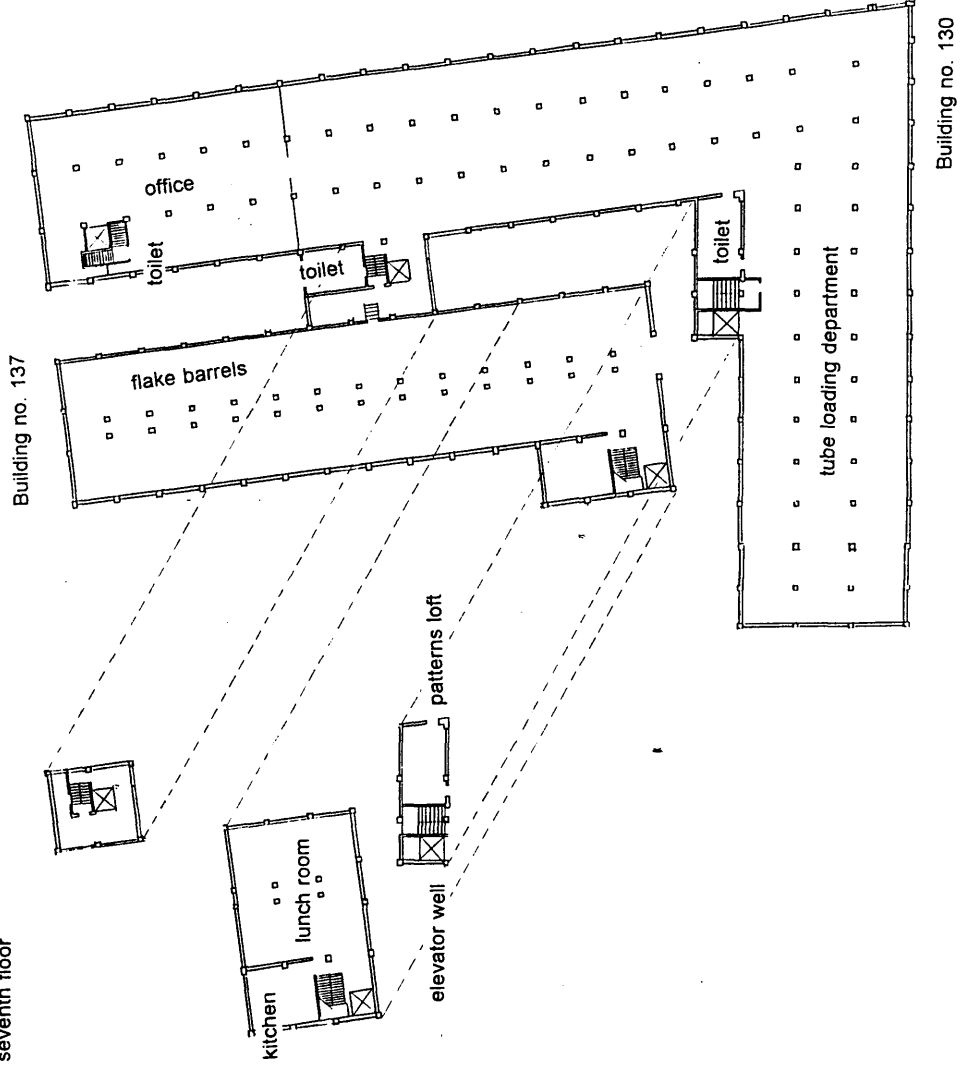 seventh floor
Building no. 137
Building no. 130
office
toilet
toilet
flake barrels
toilet
tube loading department
patterns loft
elevator well
lunch room
kitchen